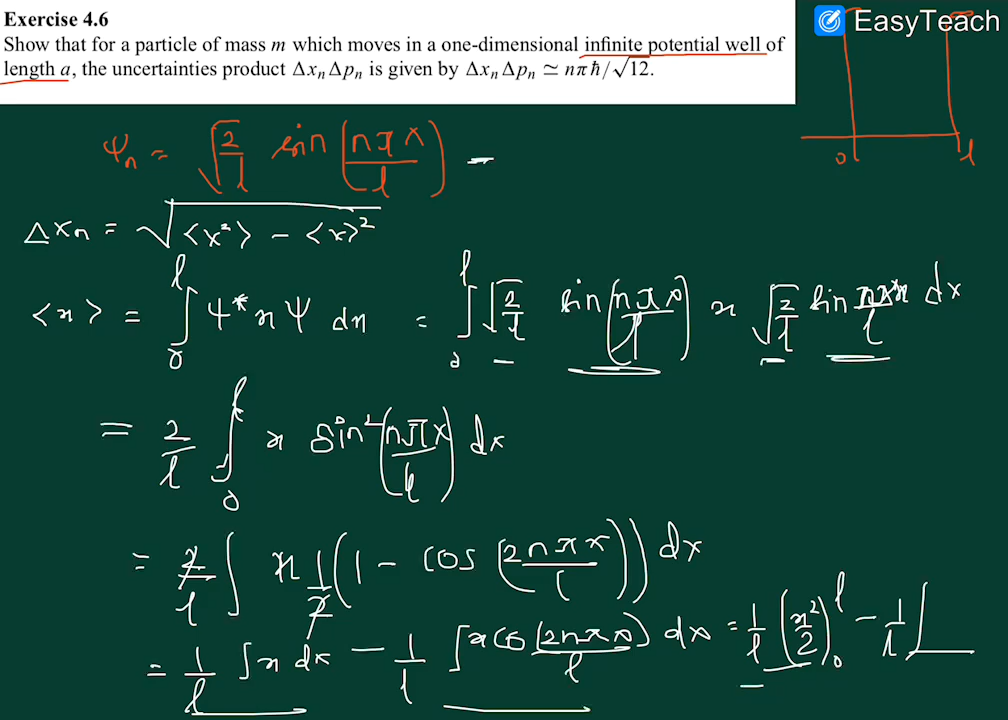 Exercise 4.6
EasyTeach
Show that for a particle of mass m which moves in a one-dimensional infinite potential well of
length a, the uncertainties product Δxₙ Δpₙ is given by Δxₙ Δpₙ ≃ nπħ/√12.
0 l
ψₙ = √(2/l) sin (nπx/l) -
Δxₙ = √(<x²> - <x>²)
<x> = ∫₀ˡ ψ* x ψ dx = ∫₀ˡ √(2/l) sin (nπx/l) x √(2/l) sin nπx/l dx
= 2/l ∫₀ˡ x sin² (nπx/l) dx
= 2/l ∫ x 1/2 (1 - cos (2nπx/l)) dx
= 1/l ∫ x dx - 1/l ∫ x cos (2nπx/l) dx = 1/l (x²/2)₀ˡ - 1/l ∫